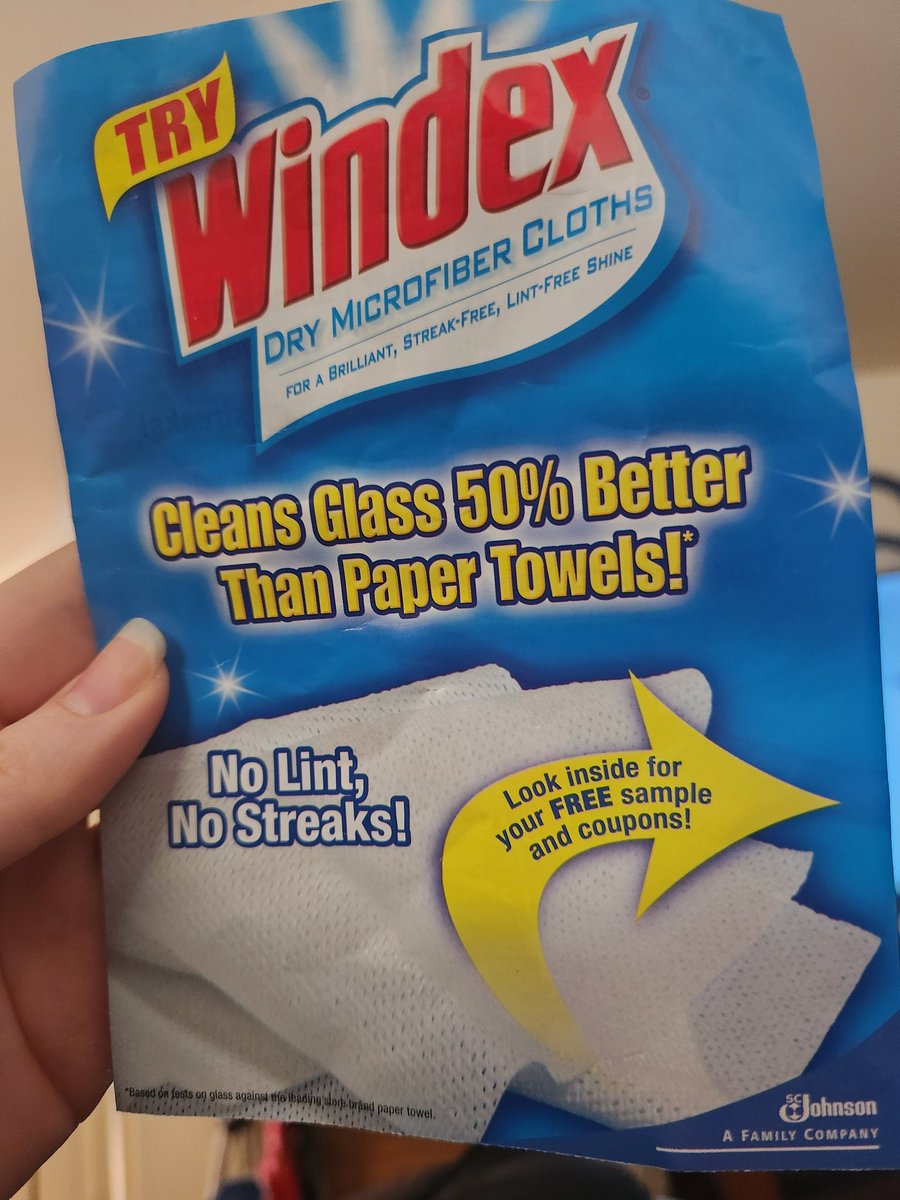 TRY
Windex®
DRY MICROFIBER CLOTHS
FOR A BRILLIANT, STREAK-FREE, LINT-FREE SHINE
Cleans Glass 50% Better
Than Paper Towels!*
No Lint,
No Streaks!
Look inside for
your FREE sample
and coupons!
*Based on tests on glass against the leading store brand paper towel.
SC Johnson
A FAMILY COMPANY